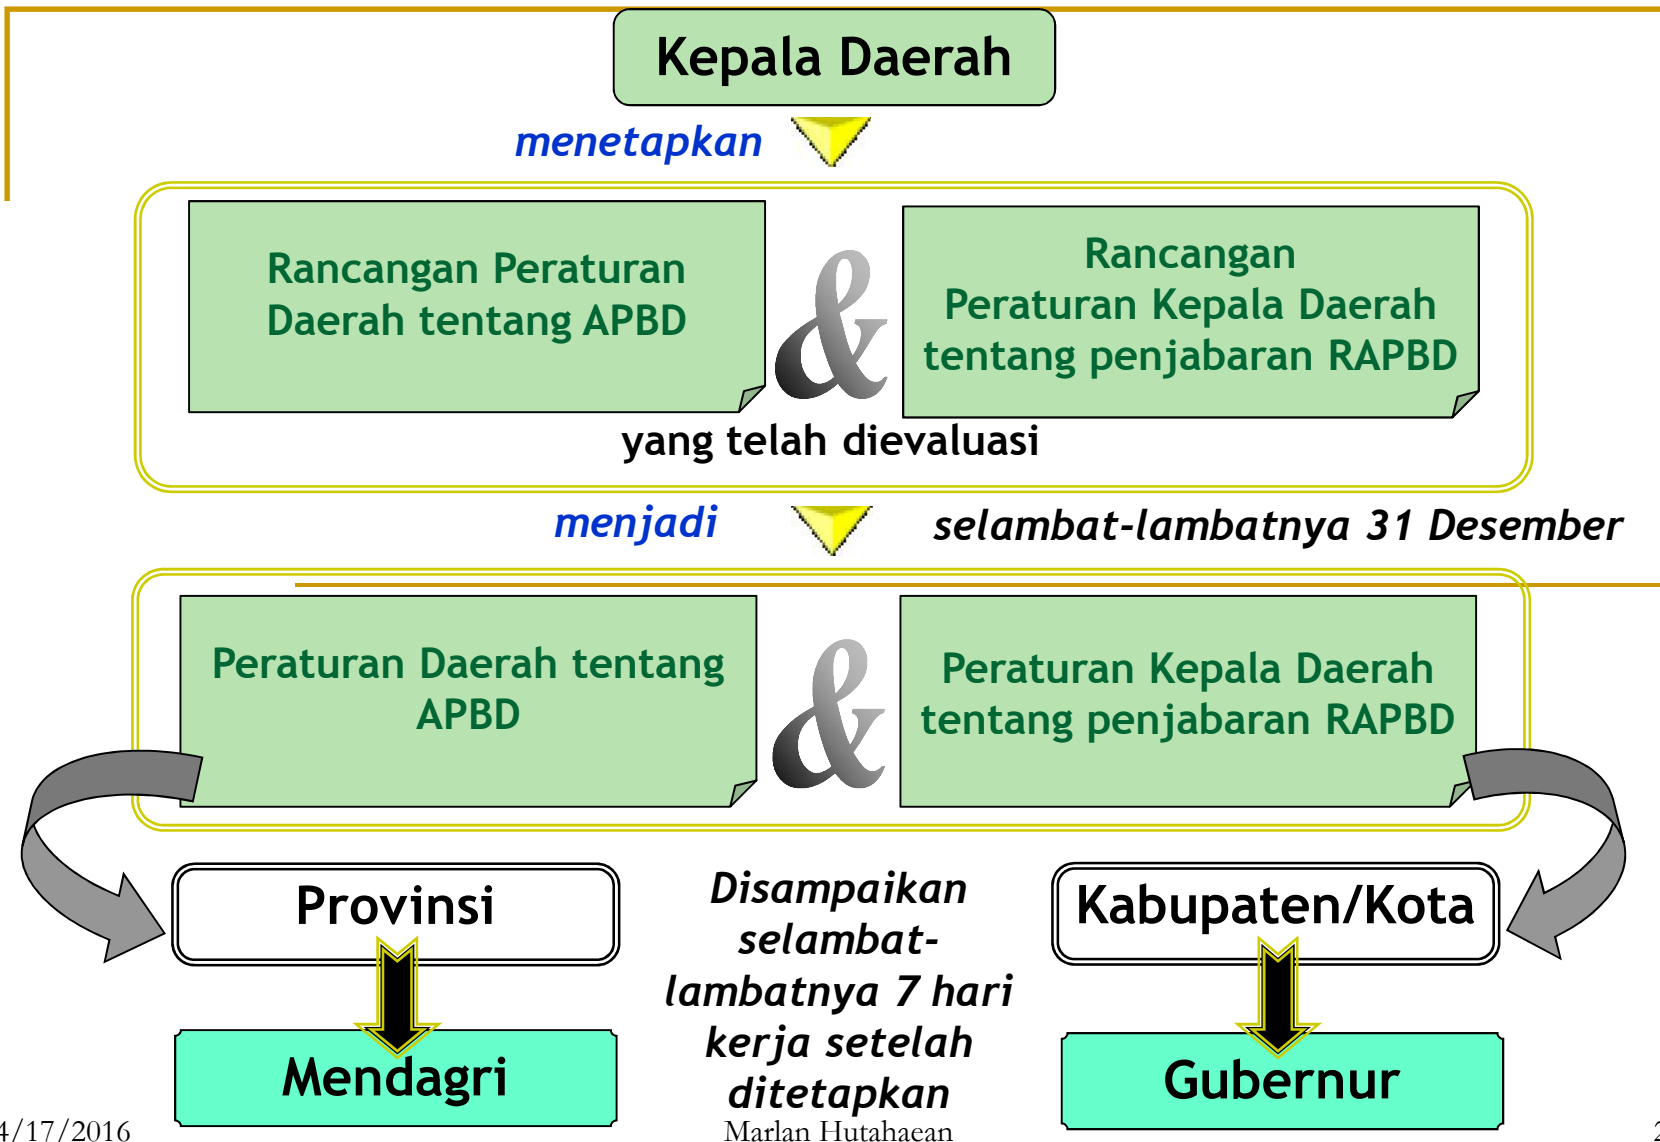 Kepala Daerah
menetapkan
Rancangan Peraturan
Daerah tentang APBD
&
Rancangan
Peraturan Kepala Daerah
tentang penjabaran RAPBD
yang telah dievaluasi
menjadi
selambat-lambatnya 31 Desember
Peraturan Daerah tentang
APBD
&
Peraturan Kepala Daerah
tentang penjabaran RAPBD
Provinsi
Mendagri
Disampaikan
selambat-
lambatnya 7 hari
kerja setelah
ditetapkan
Kabupaten/Kota
Gubernur
4/17/2016
Marlan Hutahaean